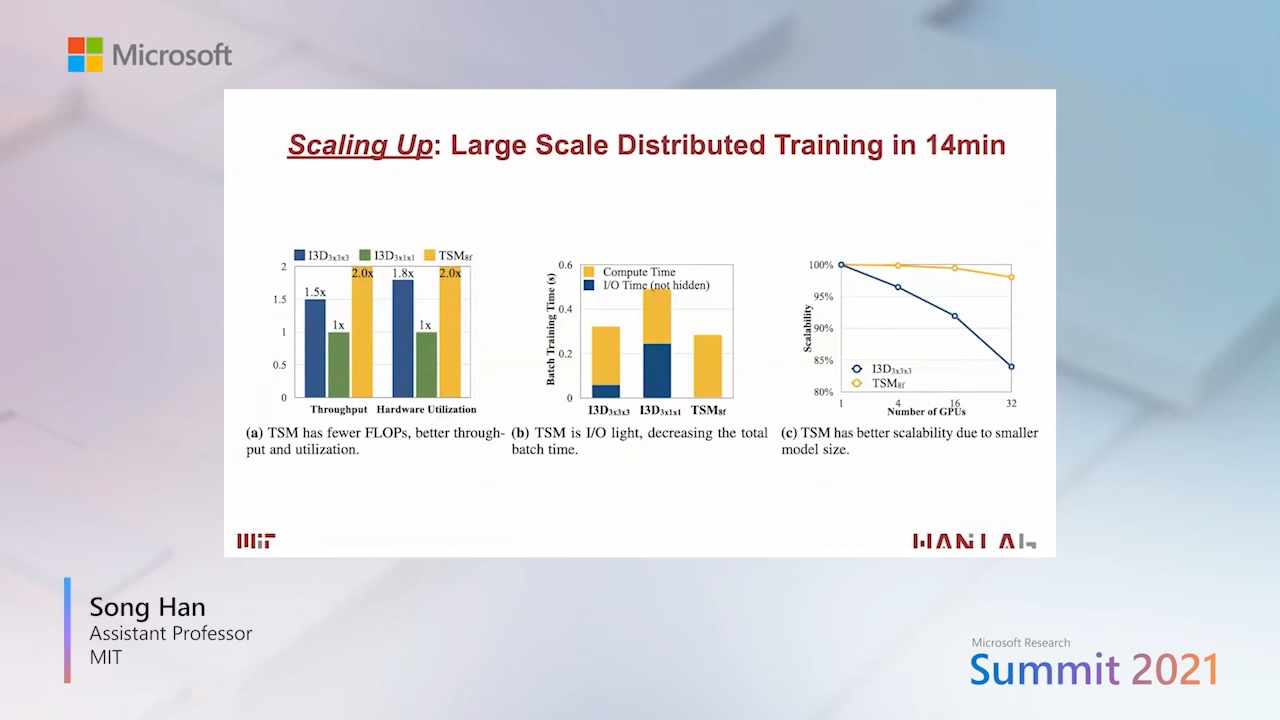 Microsoft
Scaling Up: Large Scale Distributed Training in 14min
I3D3x3x3 I3D3x1x1 TSM8f
2
1.5
1
0.5
0
1.5x
1x
2.0x
1.8x
1x
2.0x
Throughput Hardware Utilization
(a) TSM has fewer FLOPs, better through-
put and utilization.
Batch Training Time (s)
0.6
0.4
0.2
0
Compute Time
I/O Time (not hidden)
I3D3x3x3 I3D3x1x1 TSM8f
(b) TSM is I/O light, decreasing the total
batch time.
Scalability
100%
95%
90%
85%
80%
I3D3x3x3
TSM8f
1 4 16 32
Number of GPUs
(c) TSM has better scalability due to smaller
model size.
MIT
HAN LAB
Song Han
Assistant Professor
MIT
Microsoft Research
Summit 2021